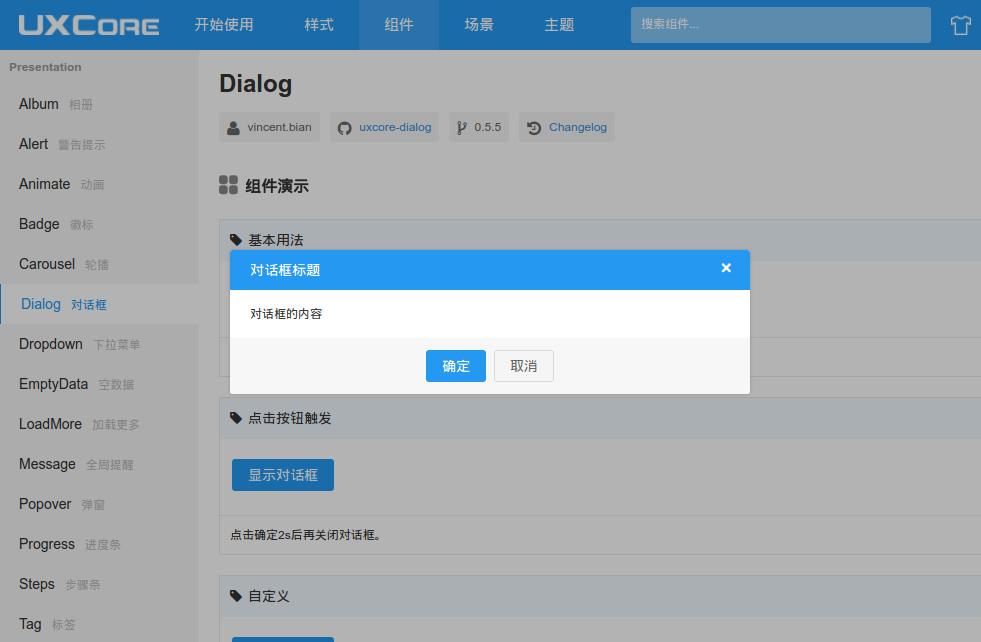 UXCORE 开始使用 样式 组件 场景 主题 搜索组件...
Presentation
Album 相册
Alert 警告提示
Animate 动画
Badge 徽标
Carousel 轮播
Dialog 对话框
Dropdown 下拉菜单
EmptyData 空数据
LoadMore 加载更多
Message 全局提醒
Popover 弹窗
Progress 进度条
Steps 步骤条
Tag 标签
Dialog
vincent.bian uxcore-dialog 0.5.5 Changelog
组件演示
基本用法
对话框标题
对话框的内容
确定 取消
点击按钮触发
显示对话框
点击确定2s后再关闭对话框。
自定义